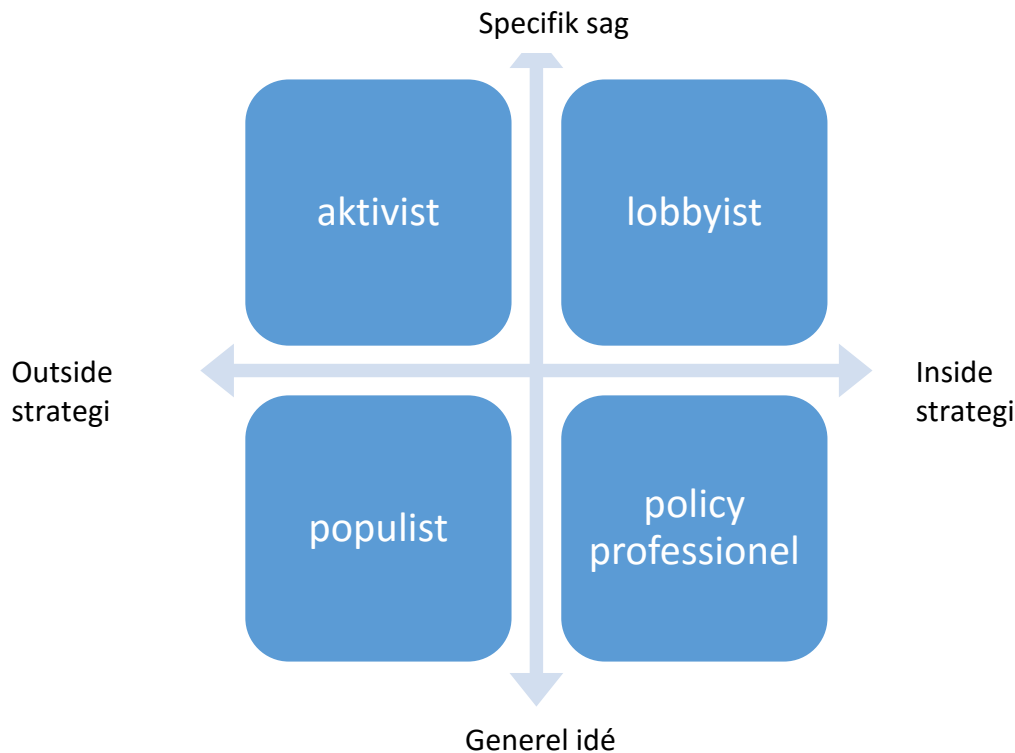 Specifik sag
aktivist
lobbyist
Outside
strategi
Inside
strategi
populist
policy
professionel
Generel idé